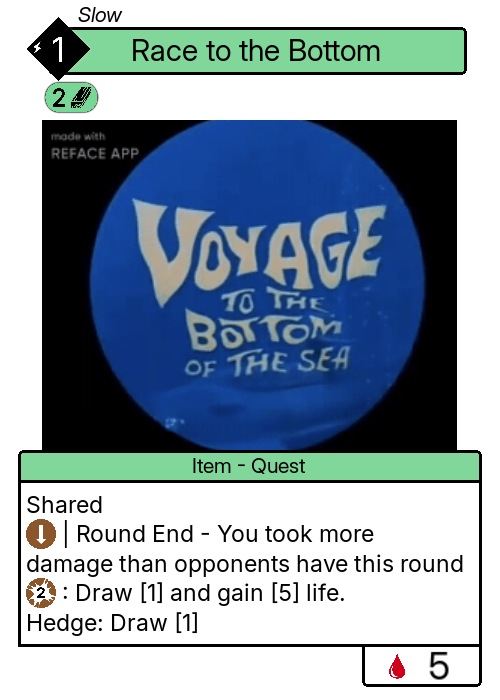 Slow
1 Race to the Bottom
2
made with
REFACE APP
VOYAGE
TO THE
BOTTOM
OF THE SEA
Item - Quest
Shared
| Round End - You took more
damage than opponents have this round
2 : Draw [1] and gain [5] life.
Hedge: Draw [1]
5